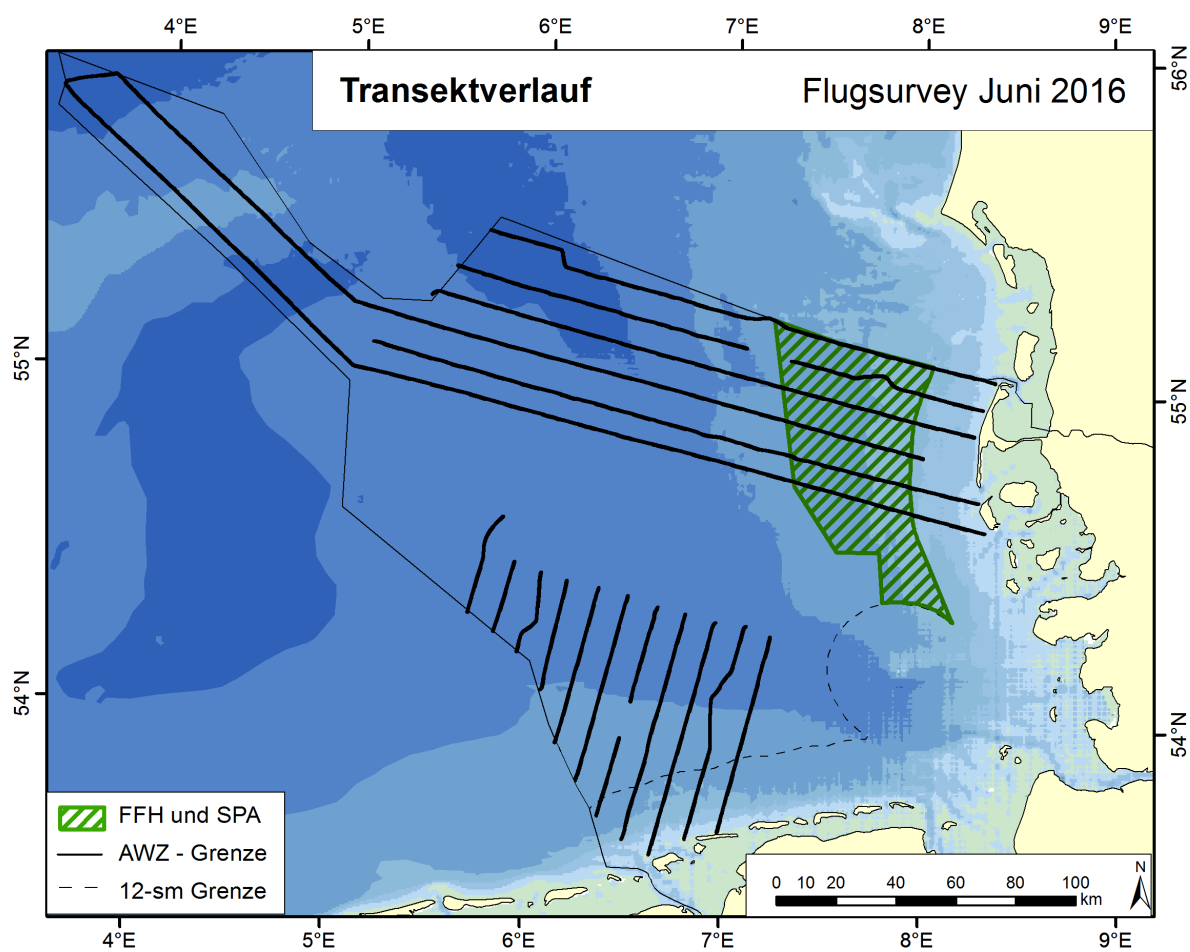 4°E 5°E 6°E 7°E 8°E 9°E
Transektverlauf Flugsurvey Juni 2016
56°N
55°N
55°N
54°N
54°N
FFH und SPA
AWZ - Grenze
12-sm Grenze
N
0 10 20 40 60 80 100
km
4°E 5°E 6°E 7°E 8°E 9°E